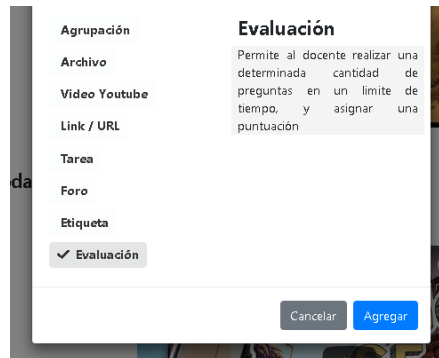 Agrupación
Archivo
Video Youtube
Link / URL
Tarea
Foro
Etiqueta
Evaluación
Evaluación
Permite al docente realizar una
determinada cantidad de
preguntas en un limite de
tiempo, y asignar una
puntuación
Cancelar
Agregar